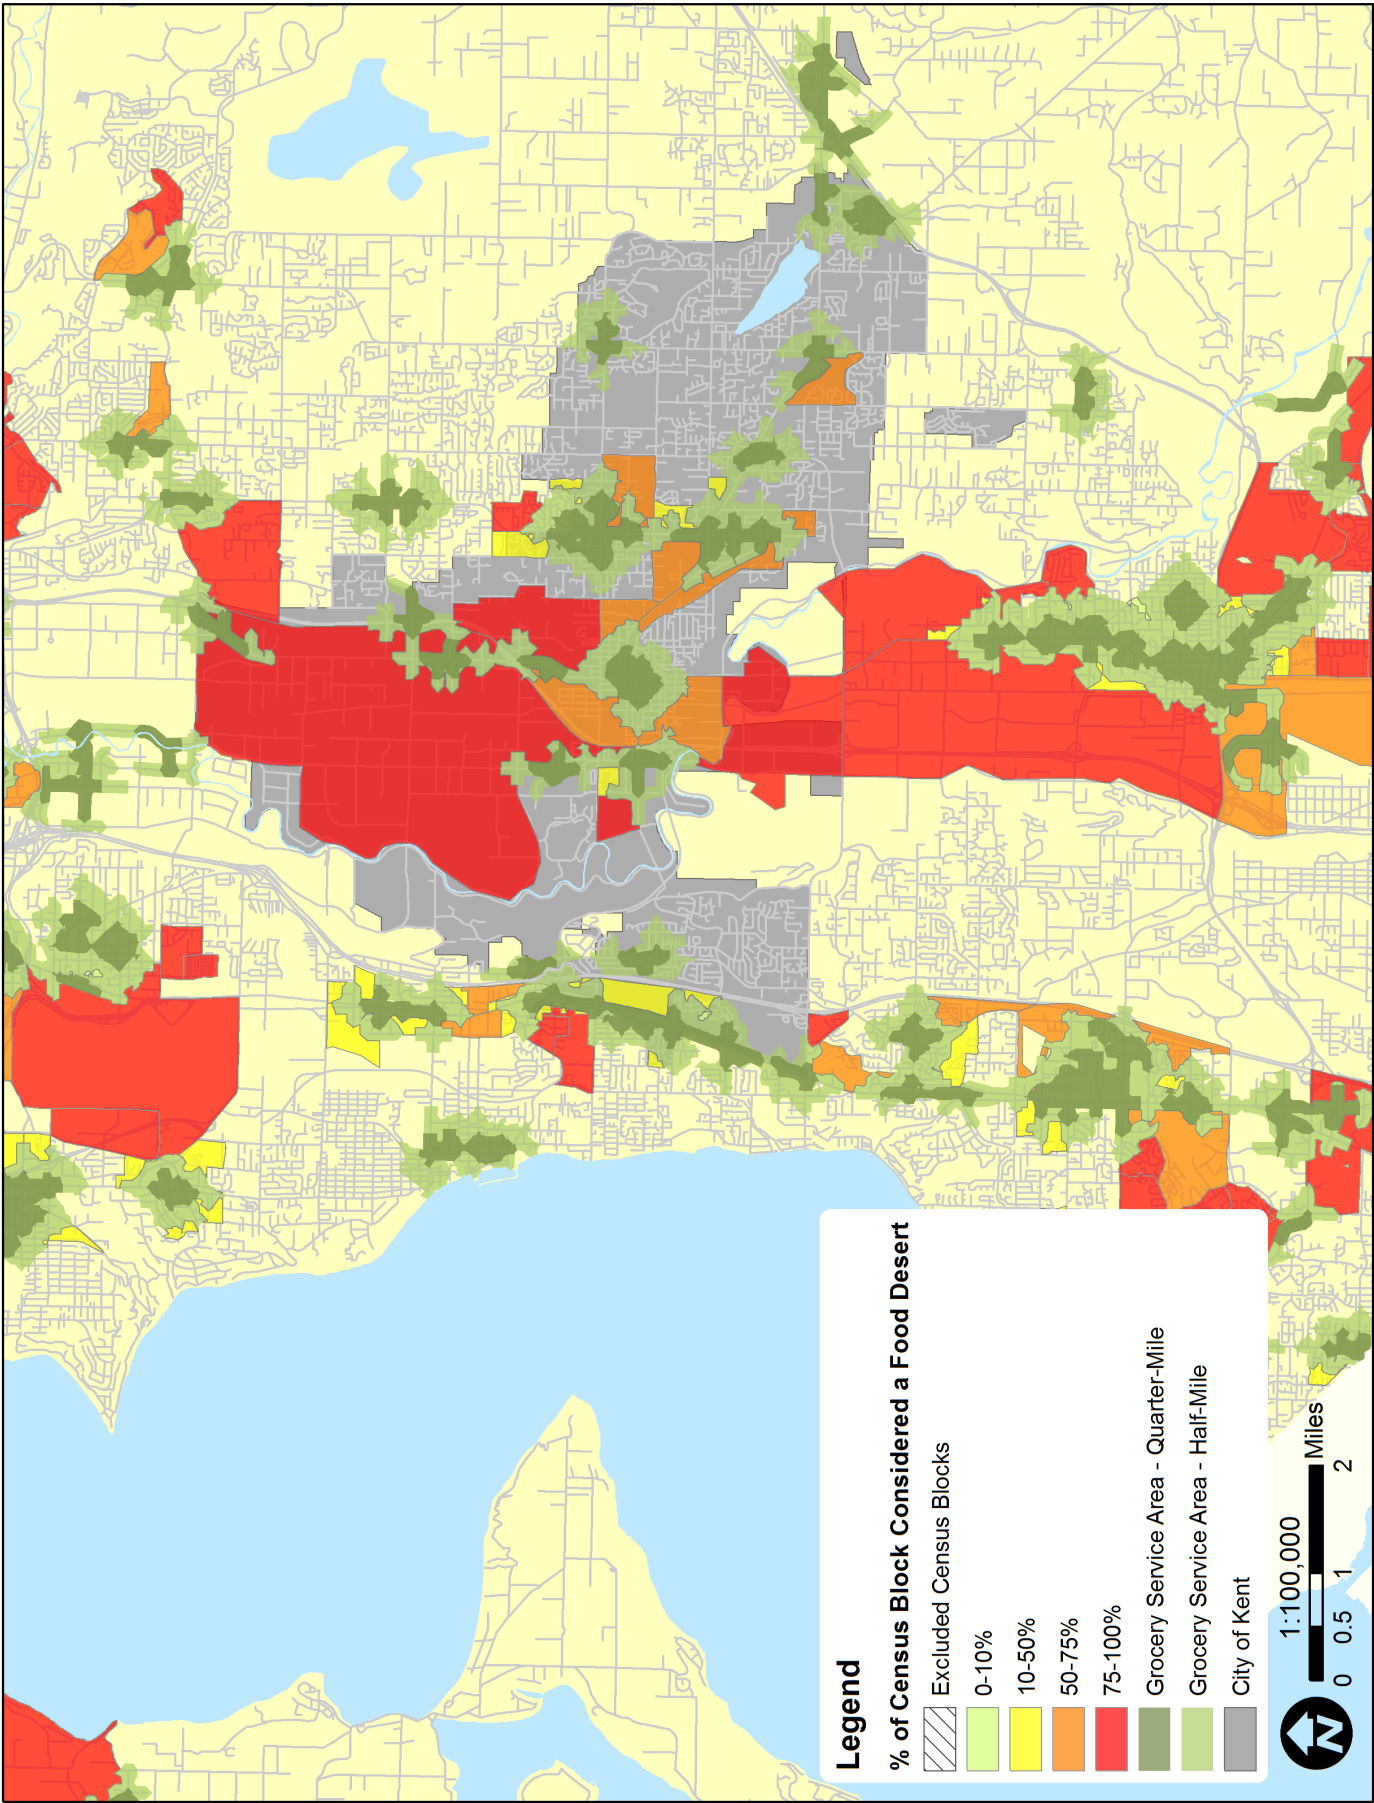 Legend
% of Census Block Considered a Food Desert
Excluded Census Blocks
0-10%
10-50%
50-75%
75-100%
Grocery Service Area - Quarter-Mile
Grocery Service Area - Half-Mile
City of Kent
N
1:100,000
Miles
0 0.5 1 2